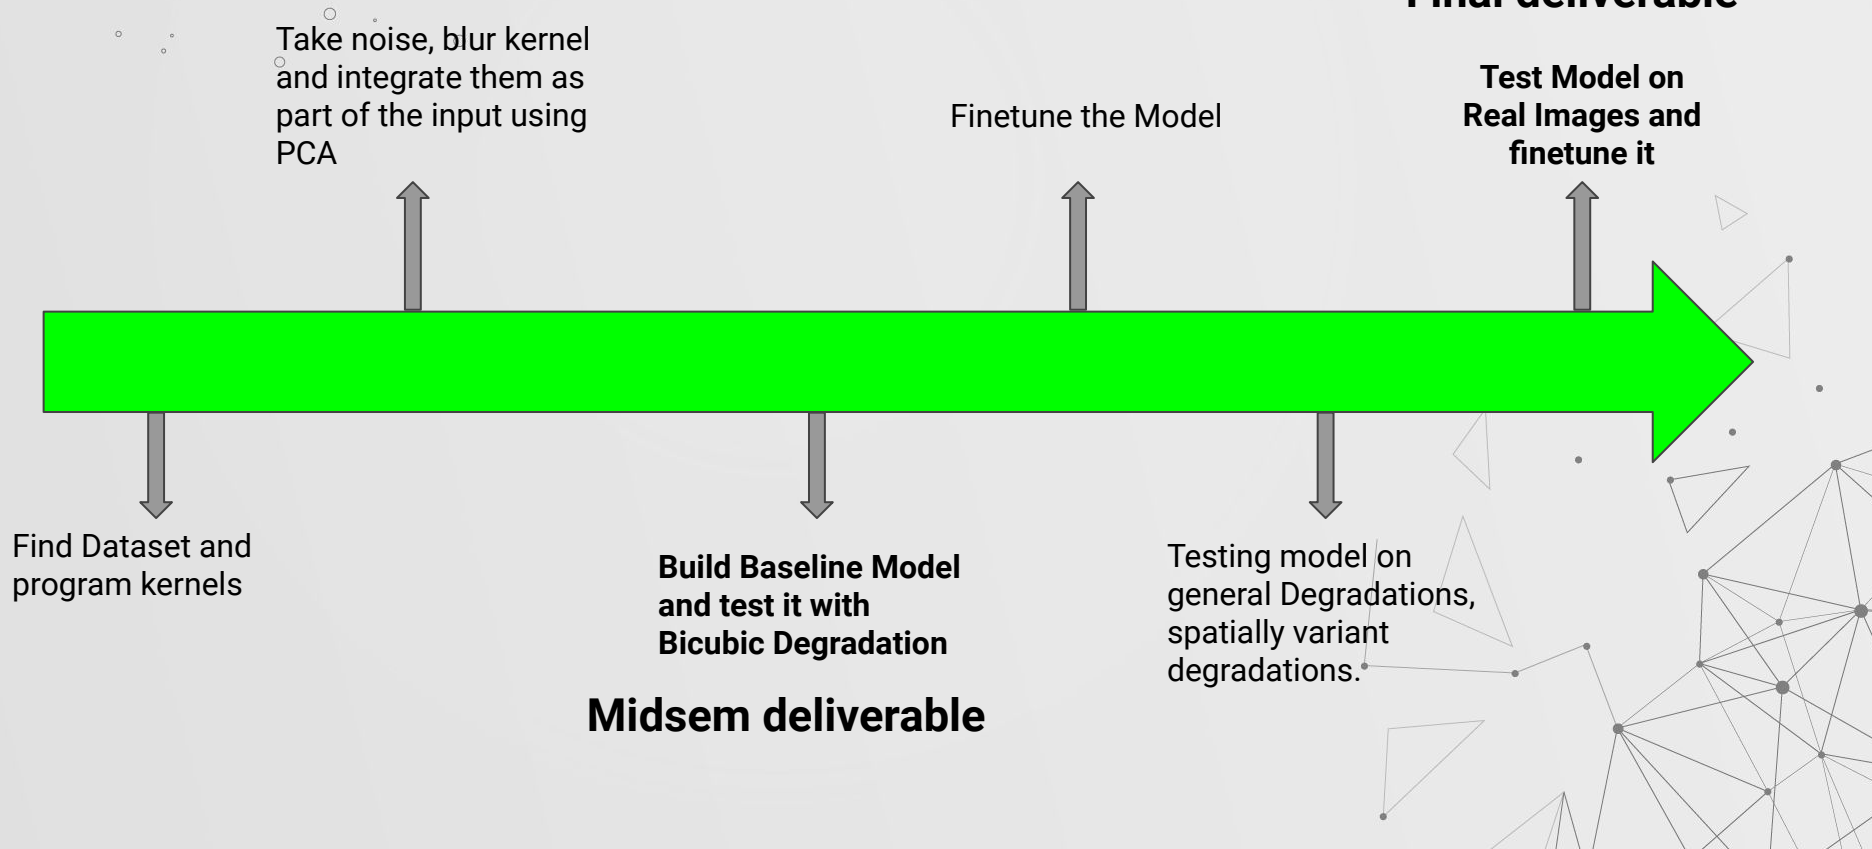 Final deliverable
Take noise, blur kernel
and integrate them as
part of the input using
PCA
Finetune the Model
Test Model on
Real Images and
finetune it
Find Dataset and
program kernels
Build Baseline Model
and test it with
Bicubic Degradation
Midsem deliverable
Testing model on
general Degradations,
spatially variant
degradations.